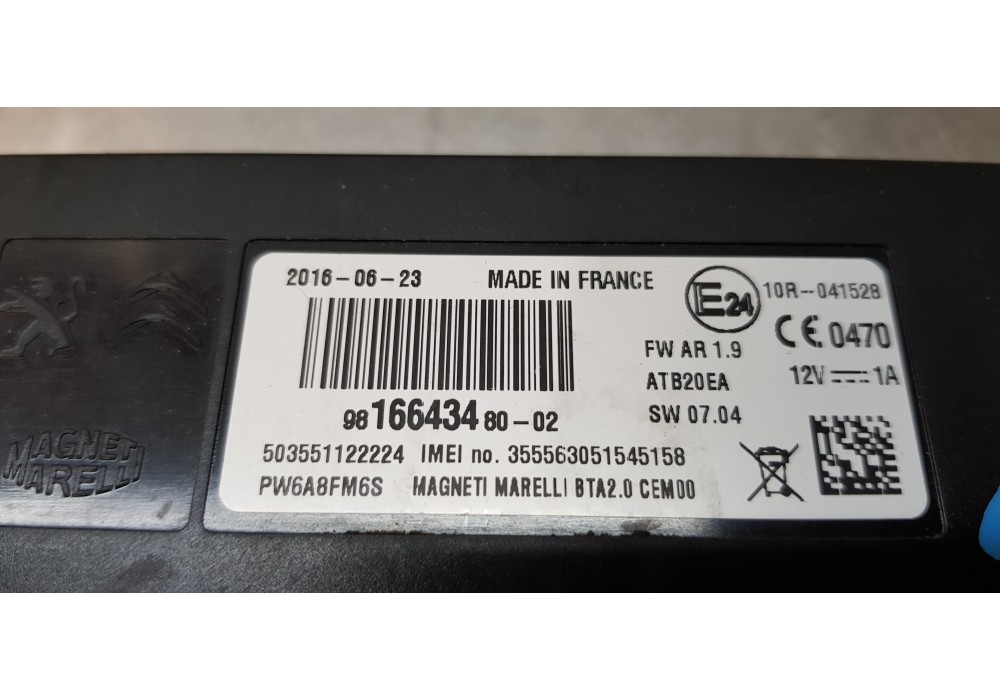 2016-06-23 MADE IN FRANCE
E24 10R--041528
CE 0470
FW AR 1.9
ATB20EA 12V 1A
98 166434 80-02 SW 07.04
503551122224 IMEI no. 355563051545158
PW6A8FM6S MAGNETI MARELLI BTA2.0 CEM00
MAGNETI
MARELLI